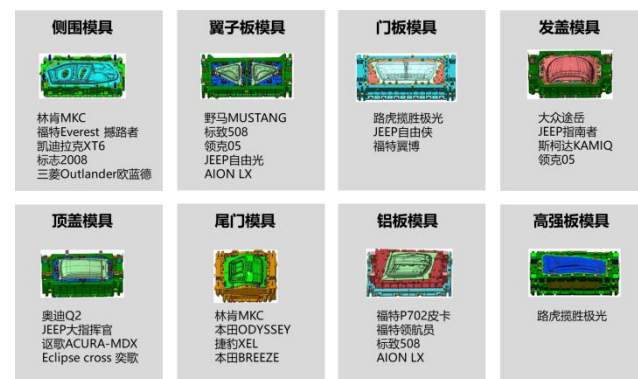 侧围模具
林肯MKC
福特Everest 撼路者
凯迪拉克XT6
标志2008
三菱Outlander欧蓝德
翼子板模具
野马MUSTANG
标致508
领克05
JEEP自由光
AION LX
门板模具
路虎揽胜极光
JEEP自由侠
福特翼博
发盖模具
大众途岳
JEEP指南者
斯柯达KAMIQ
领克05
顶盖模具
奥迪Q2
JEEP大指挥官
讴歌ACURA-MDX
Eclipse cross 奕歌
尾门模具
林肯MKC
本田ODYSSEY
捷豹XEL
本田BREEZE
铝板模具
福特P702皮卡
福特领航员
标致508
AION LX
高强板模具
路虎揽胜极光